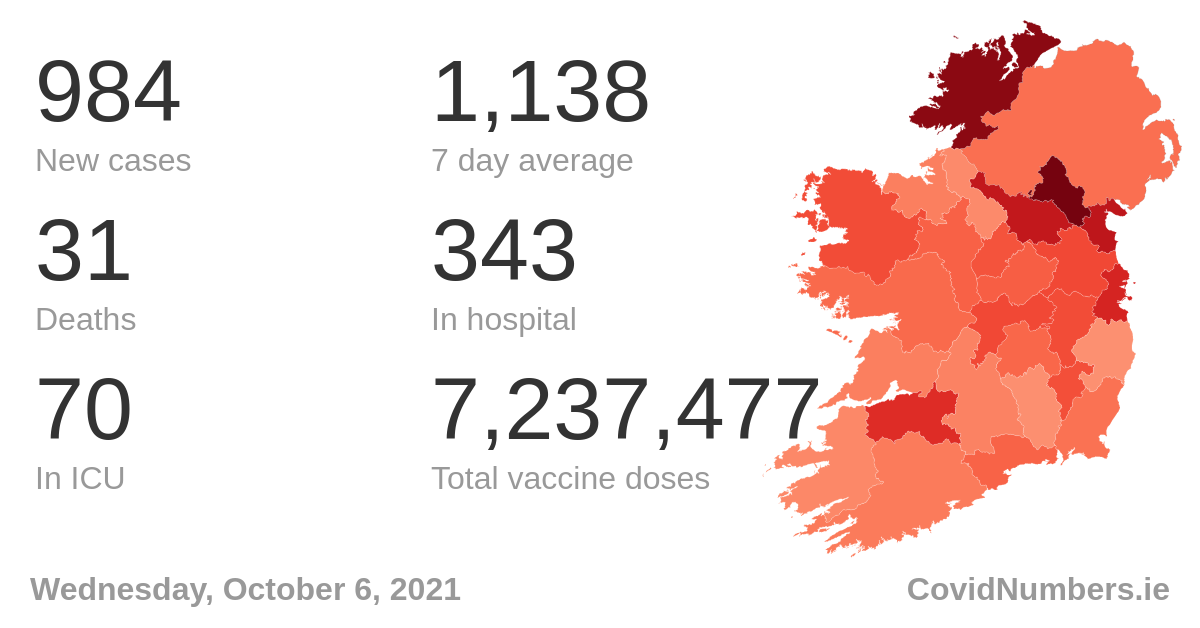 984
New cases
1,138
7 day average
31
Deaths
343
In hospital
70
In ICU
7,237,477
Total vaccine doses
Wednesday, October 6, 2021
CovidNumbers.ie